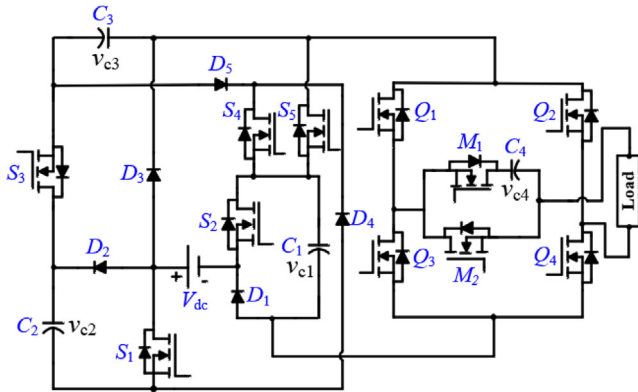 C3
vc3
D5
S4
S5
Q1
Q2
M1
C4
vc4
Load
S3
D3
S2
D4
C1
vc1
M2
Q3
Q4
D2
+
-
Vdc
D1
C2
vc2
S1